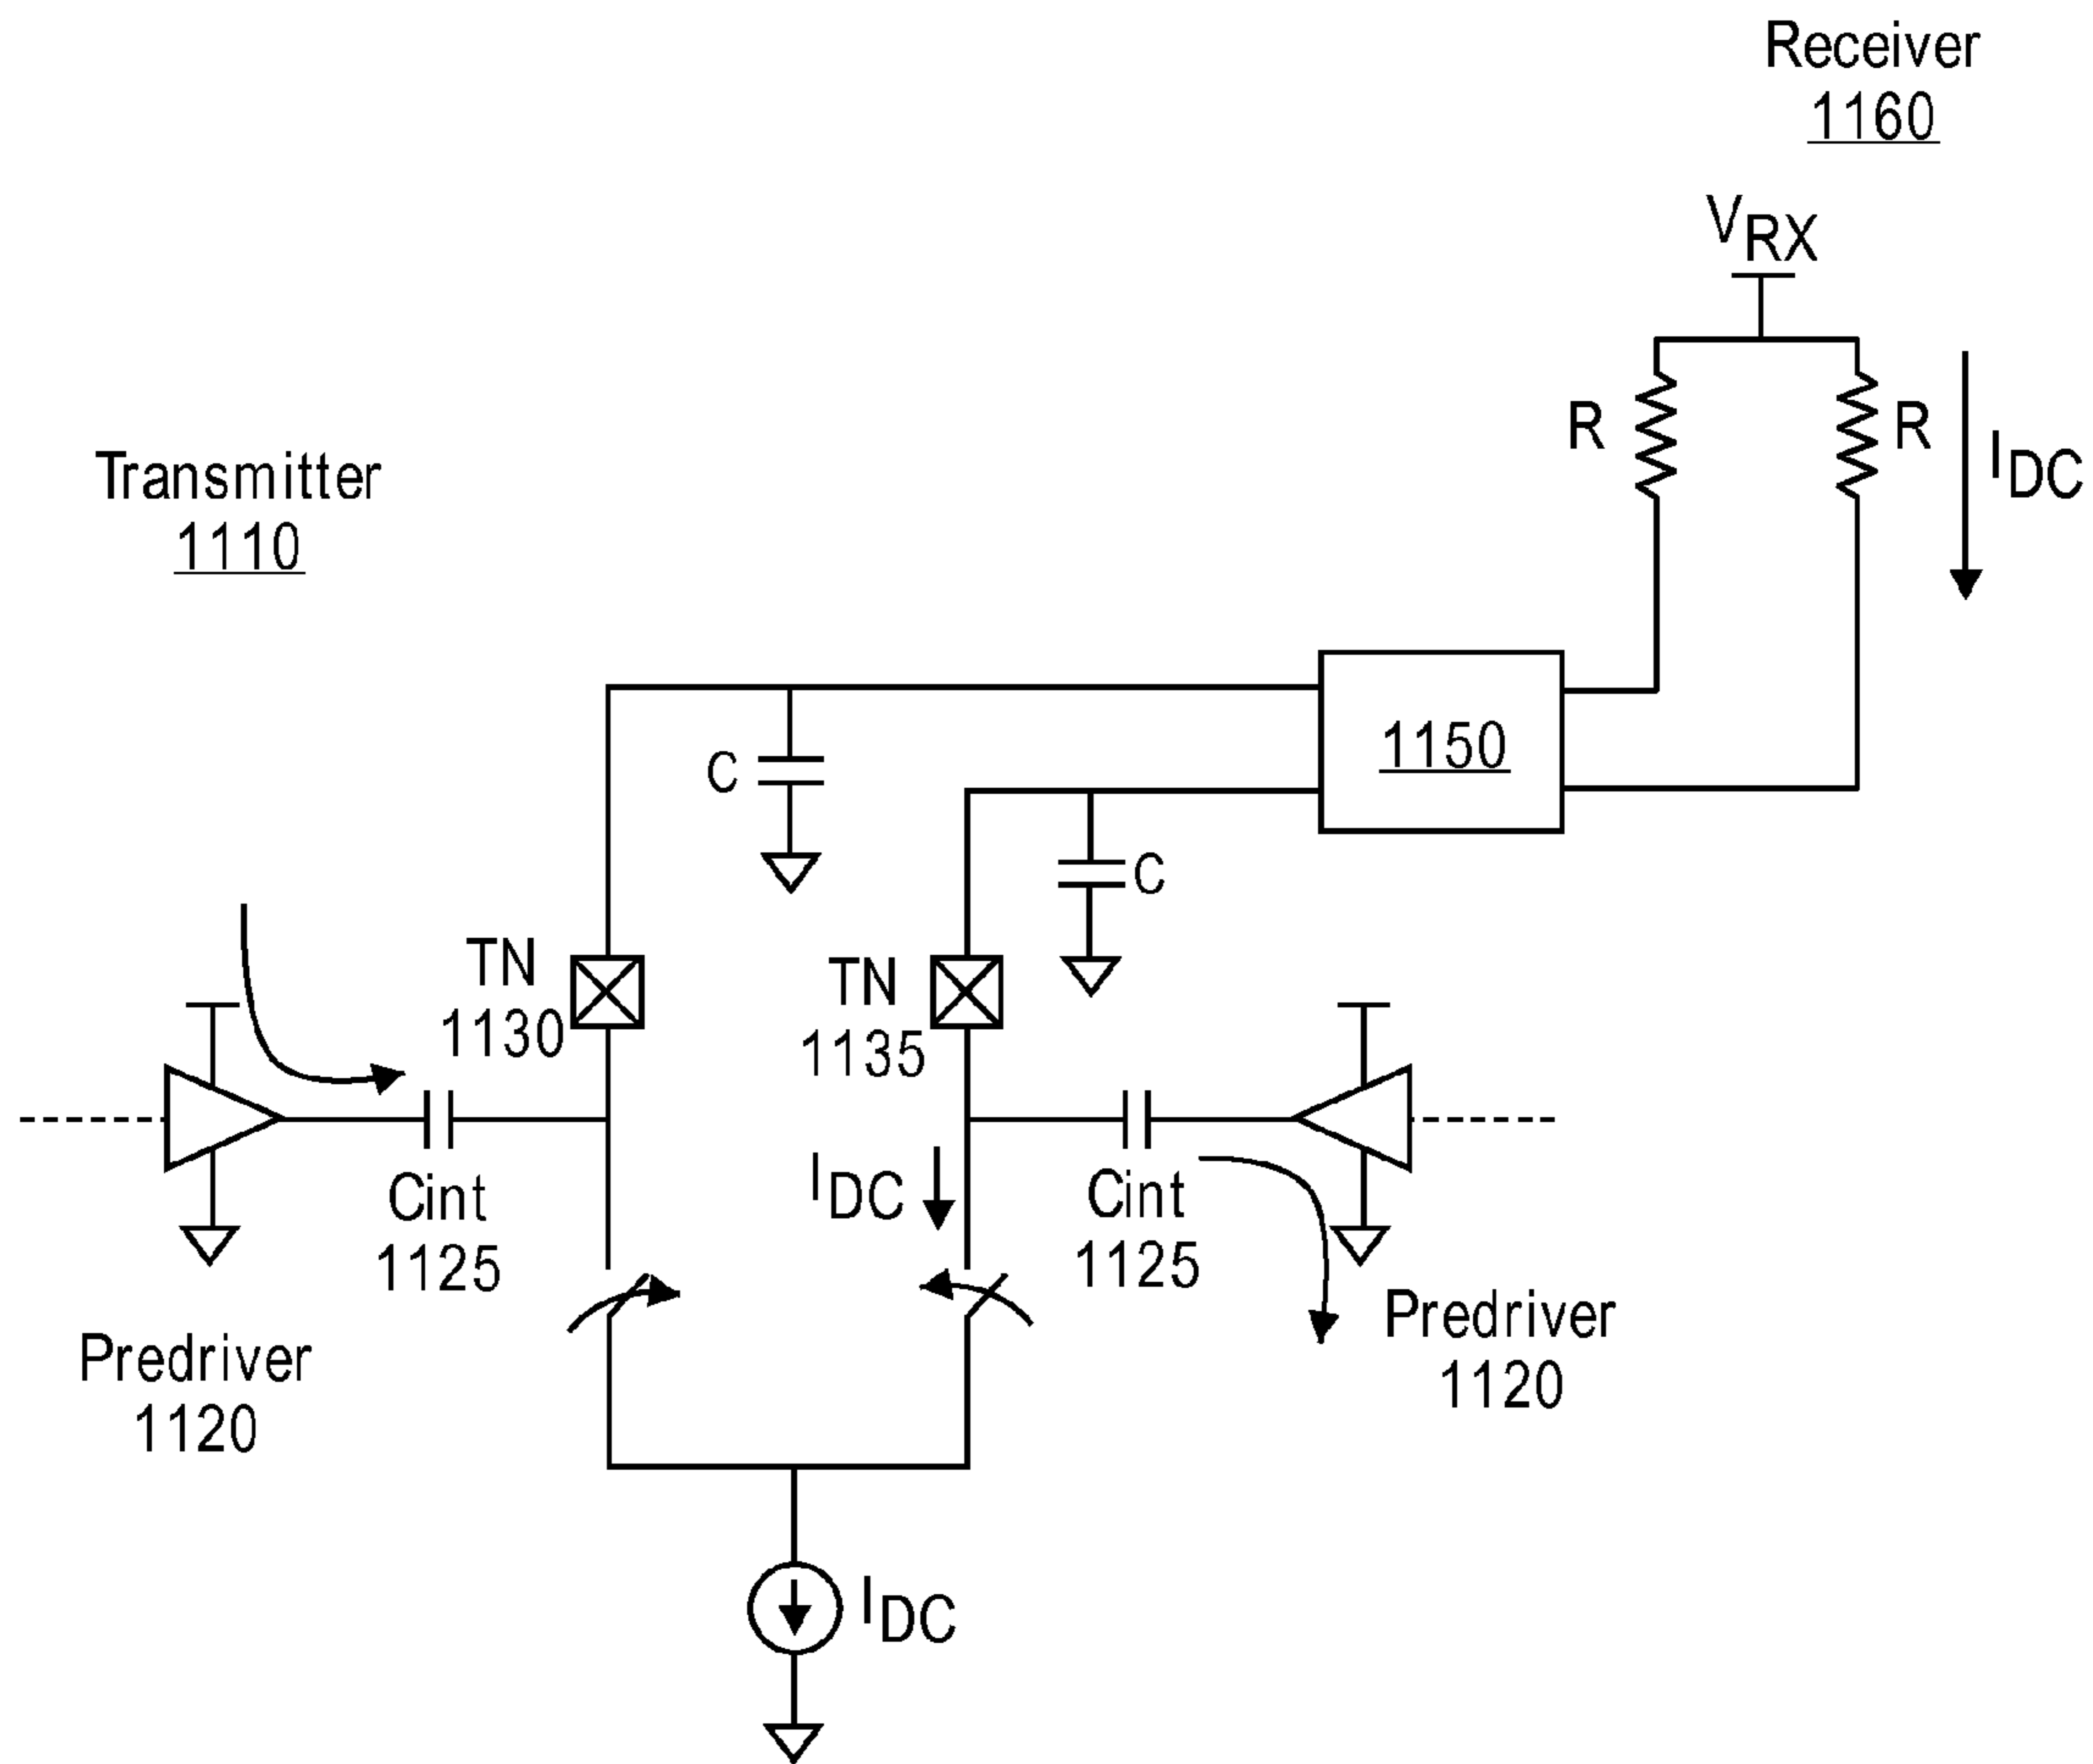 Receiver
1160
VRX
R
R
IDC
Transmitter
1110
1150
C
C
TN
1130
TN
1135
IDC
Cint
1125
Cint
1125
Predriver
1120
Predriver
1120
IDC